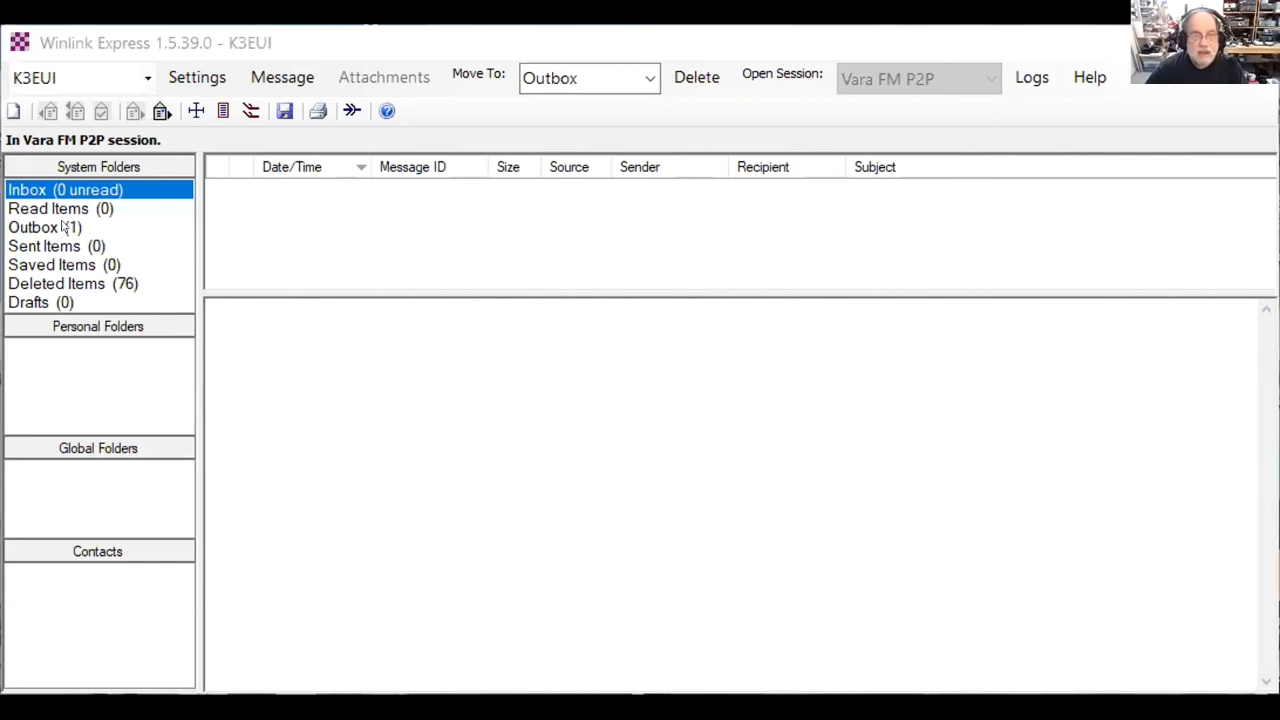 Winlink Express 1.5.39.0 - K3EUI
K3EUI Settings Message Attachments Move To: Outbox Delete Open Session: Vara FM P2P Logs Help
In Vara FM P2P session.
System Folders
Date/Time Message ID Size Source Sender Recipient Subject
Inbox (0 unread)
Read Items (0)
Outbox (1)
Sent Items (0)
Saved Items (0)
Deleted Items (76)
Drafts (0)
Personal Folders
Global Folders
Contacts